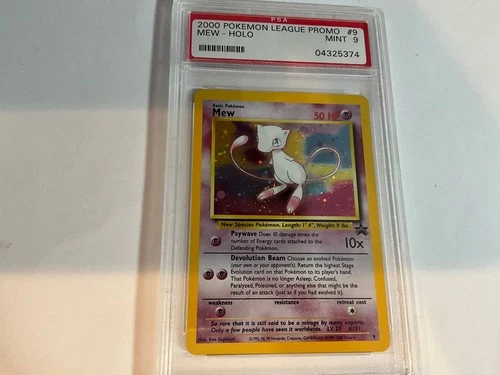 PSA
2000 POKEMON LEAGUE PROMO #9
MEW - HOLO MINT 9
04325374
Basic Pokémon
Mew 50 HP
New Species Pokémon. Length: 1' 4", Weight: 9 lbs.
Psywave Does 10 damage times the
number of Energy cards attached to the
Defending Pokémon.
10x
Devolution Beam Choose an evolved Pokémon
(your own or your opponent's). Return the highest Stage
Evolution card on that Pokémon to its player's hand.
That Pokémon is no longer Asleep, Confused,
Paralyzed, Poisoned, or anything else that might be the
result of an attack (just as if you had evolved it).
weakness resistance retreat cost
So rare that it is still said to be a mirage by many experts.
Only a few people have seen it worldwide. LV. 23 #151